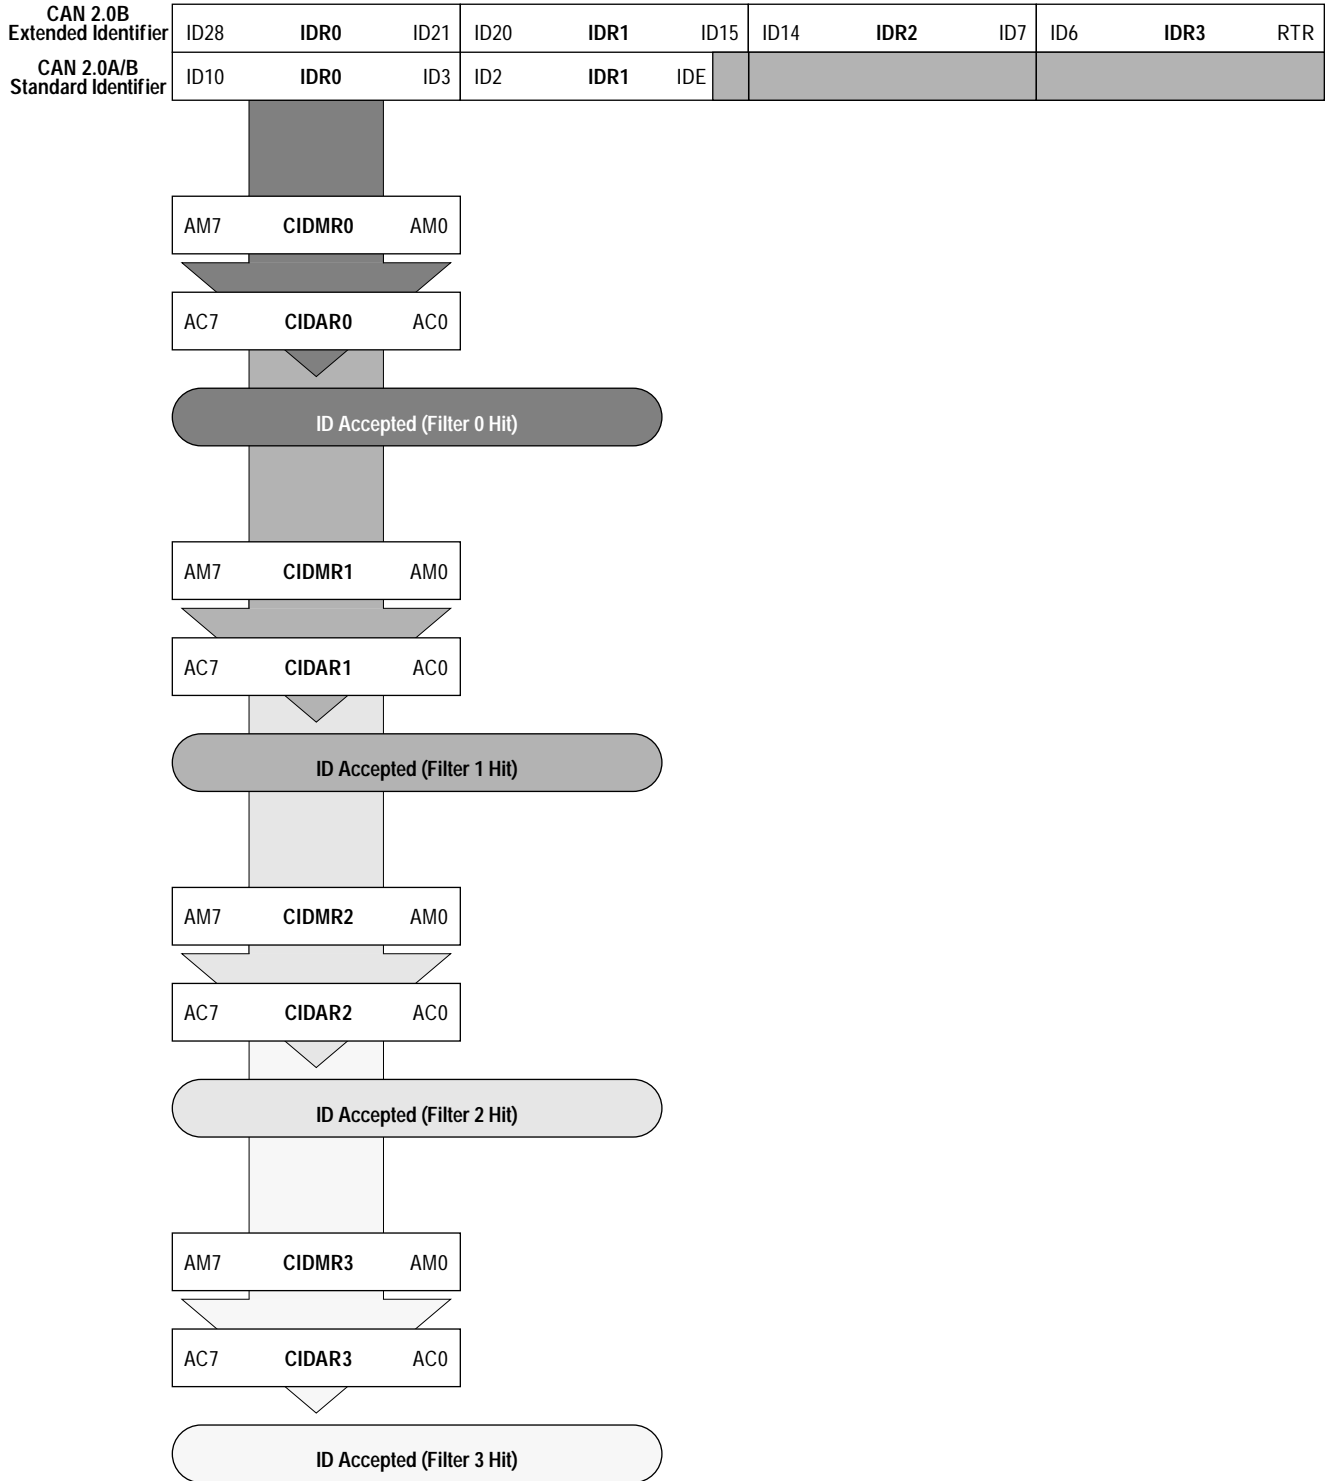 CAN 2.0B
Extended Identifier ID28 IDR0 ID21 ID20 IDR1 ID15 ID14 IDR2 ID7 ID6 IDR3 RTR
CAN 2.0A/B
Standard Identifier ID10 IDR0 ID3 ID2 IDR1 IDE
AM7 CIDMR0 AM0
AC7 CIDAR0 AC0
ID Accepted (Filter 0 Hit)
AM7 CIDMR1 AM0
AC7 CIDAR1 AC0
ID Accepted (Filter 1 Hit)
AM7 CIDMR2 AM0
AC7 CIDAR2 AC0
ID Accepted (Filter 2 Hit)
AM7 CIDMR3 AM0
AC7 CIDAR3 AC0
ID Accepted (Filter 3 Hit)